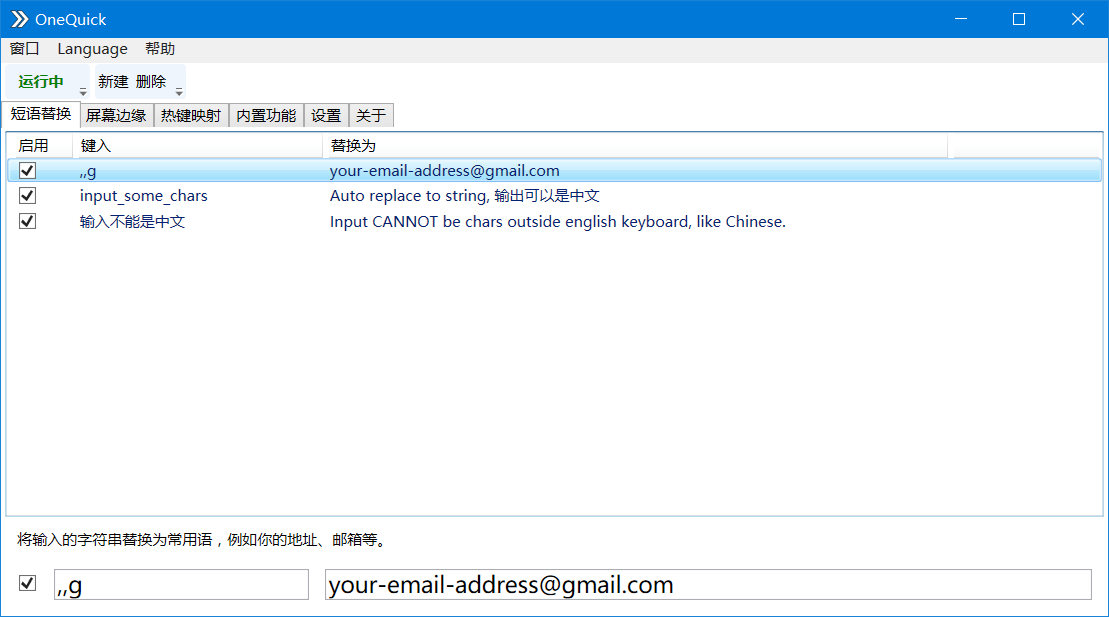 OneQuick
窗口 Language 帮助
运行中 新建 删除
短语替换 屏幕边缘 热键映射 内置功能 设置 关于
启用 键入 替换为
,,g your-email-address@gmail.com
input_some_chars Auto replace to string, 输出可以是中文
输入不能是中文 Input CANNOT be chars outside english keyboard, like Chinese.
将输入的字符串替换为常用语，例如你的地址、邮箱等。
,,g your-email-address@gmail.com